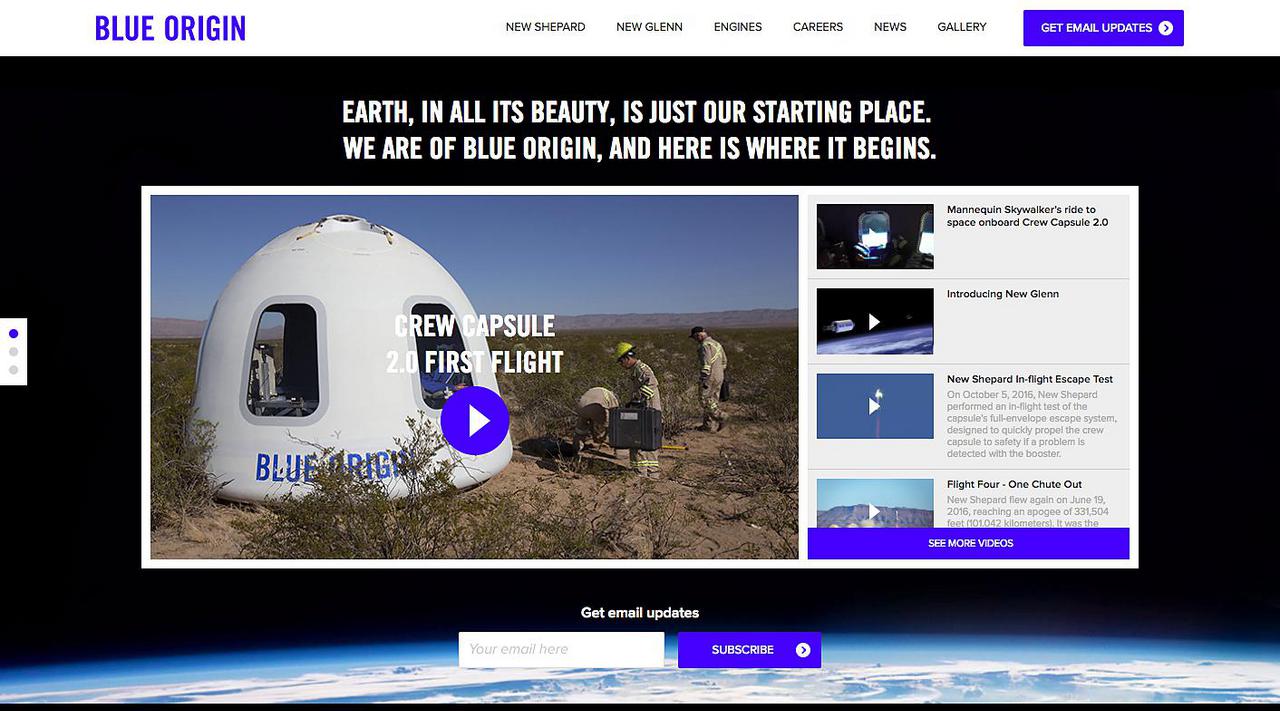 BLUE ORIGIN
NEW SHEPARD
NEW GLENN
ENGINES
CAREERS
NEWS
GALLERY
GET EMAIL UPDATES
EARTH, IN ALL ITS BEAUTY, IS JUST OUR STARTING PLACE.
WE ARE OF BLUE ORIGIN, AND HERE IS WHERE IT BEGINS.
CREW CAPSULE
2.0 FIRST FLIGHT
BLUE ORIGIN
Mannequin Skywalker's ride to
space onboard Crew Capsule 2.0
Introducing New Glenn
New Shepard In-flight Escape Test
On October 5, 2016, New Shepard
performed an in-flight test of the
capsule's full-envelope escape system,
designed to quickly propel the crew
capsule to safety if a problem is
detected with the booster.
Flight Four - One Chute Out
New Shepard flew again on June 19,
2016, reaching an apogee of 331,504
feet (101.042 kilometers). It was the
SEE MORE VIDEOS
Get email updates
Your email here
SUBSCRIBE